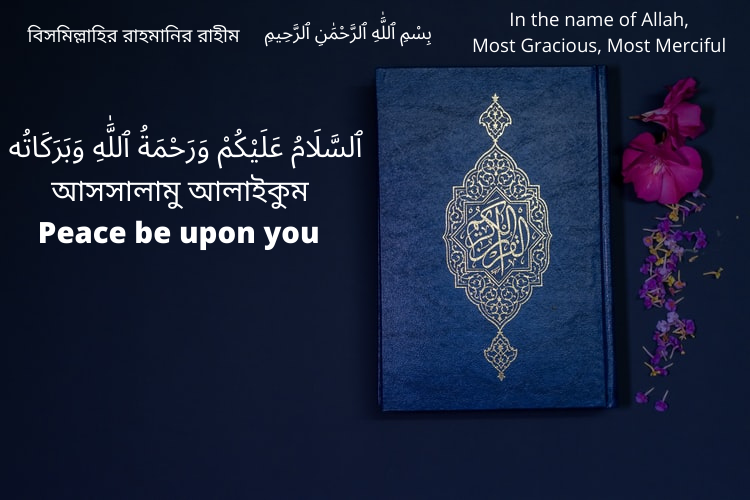 বিসমিল্লাহির রাহমানির রাহীম
بِسْمِ ٱللَّٰهِ ٱلرَّحْمَٰنِ ٱلرَّحِيمِ
In the name of Allah,
Most Gracious, Most Merciful
ٱلسَّلَامُ عَلَيْكُمْ وَرَحْمَةُ ٱللَّٰهِ وَبَرَكَاتُه
আসসালামু আলাইকুম
Peace be upon you
القرآن الكريم